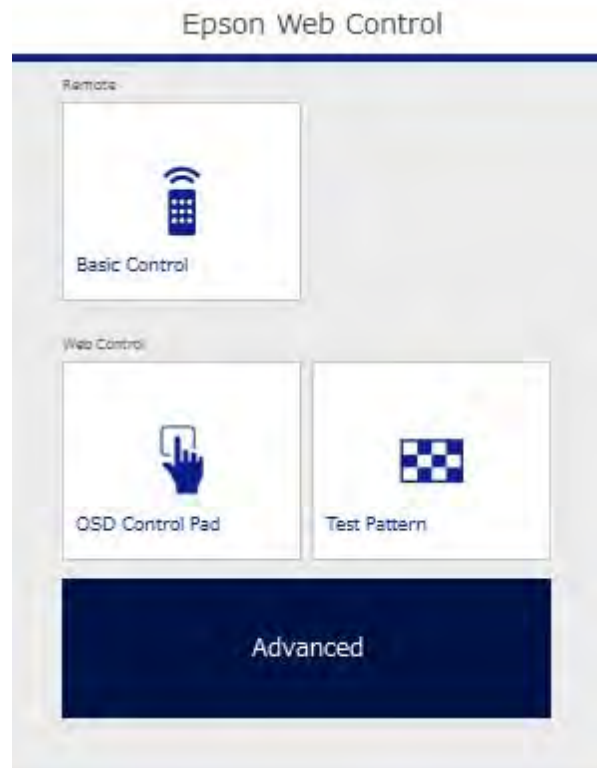 Epson Web Control
Remote
Basic Control
Web Control
OSD Control Pad
Test Pattern
Advanced